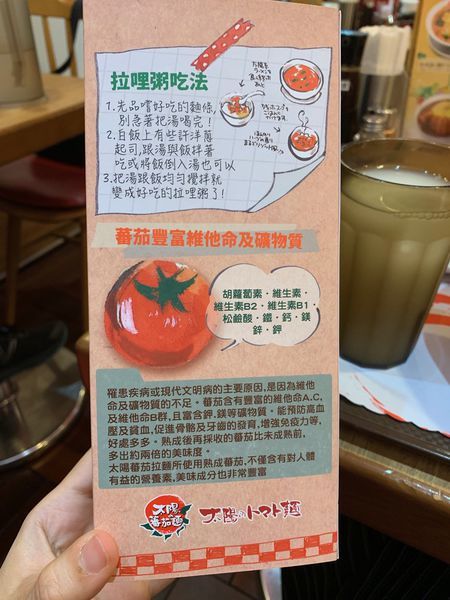 拉哩粥吃法
1.先品嚐好吃的麵條,
別急著把湯喝完!
2.白飯上有些許洋蔥
起司,跟湯與飯拌著
吃或將飯倒入湯也可以
3.把湯跟飯均勻攪拌就
變成好吃的拉哩粥了!
蕃茄豐富維他命及礦物質
胡蘿蔔素・維生素・
維生素B2・維生素B1・
松鹼酸・鐵・鈣・鎂
鋅・鉀
罹患疾病或現代文明病的主要原因,是因為維他
命及礦物質的不足。蕃茄含有豐富的維他命A.C,
及維他命B群,且富含鉀.鎂等礦物質。能預防高血
壓及貧血,促進骨骼及牙齒的發育,增強免疫力等,
好處多多。熟成後再採收的蕃茄比未成熟前,
多出約兩倍的美味度。
太陽蕃茄拉麵所使用熟成蕃茄,不僅含有對人體
有益的營養素,美味成分也非常豐富
太陽
蕃茄麵
太陽のトマト麺